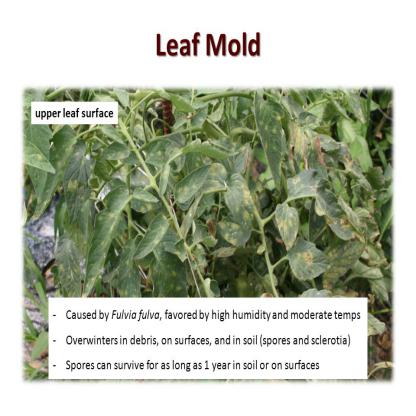 Leaf Mold
upper leaf surface
- Caused by Fulvia fulva, favored by high humidity and moderate temps
- Overwinters in debris, on surfaces, and in soil (spores and sclerotia)
- Spores can survive for as long as 1 year in soil or on surfaces